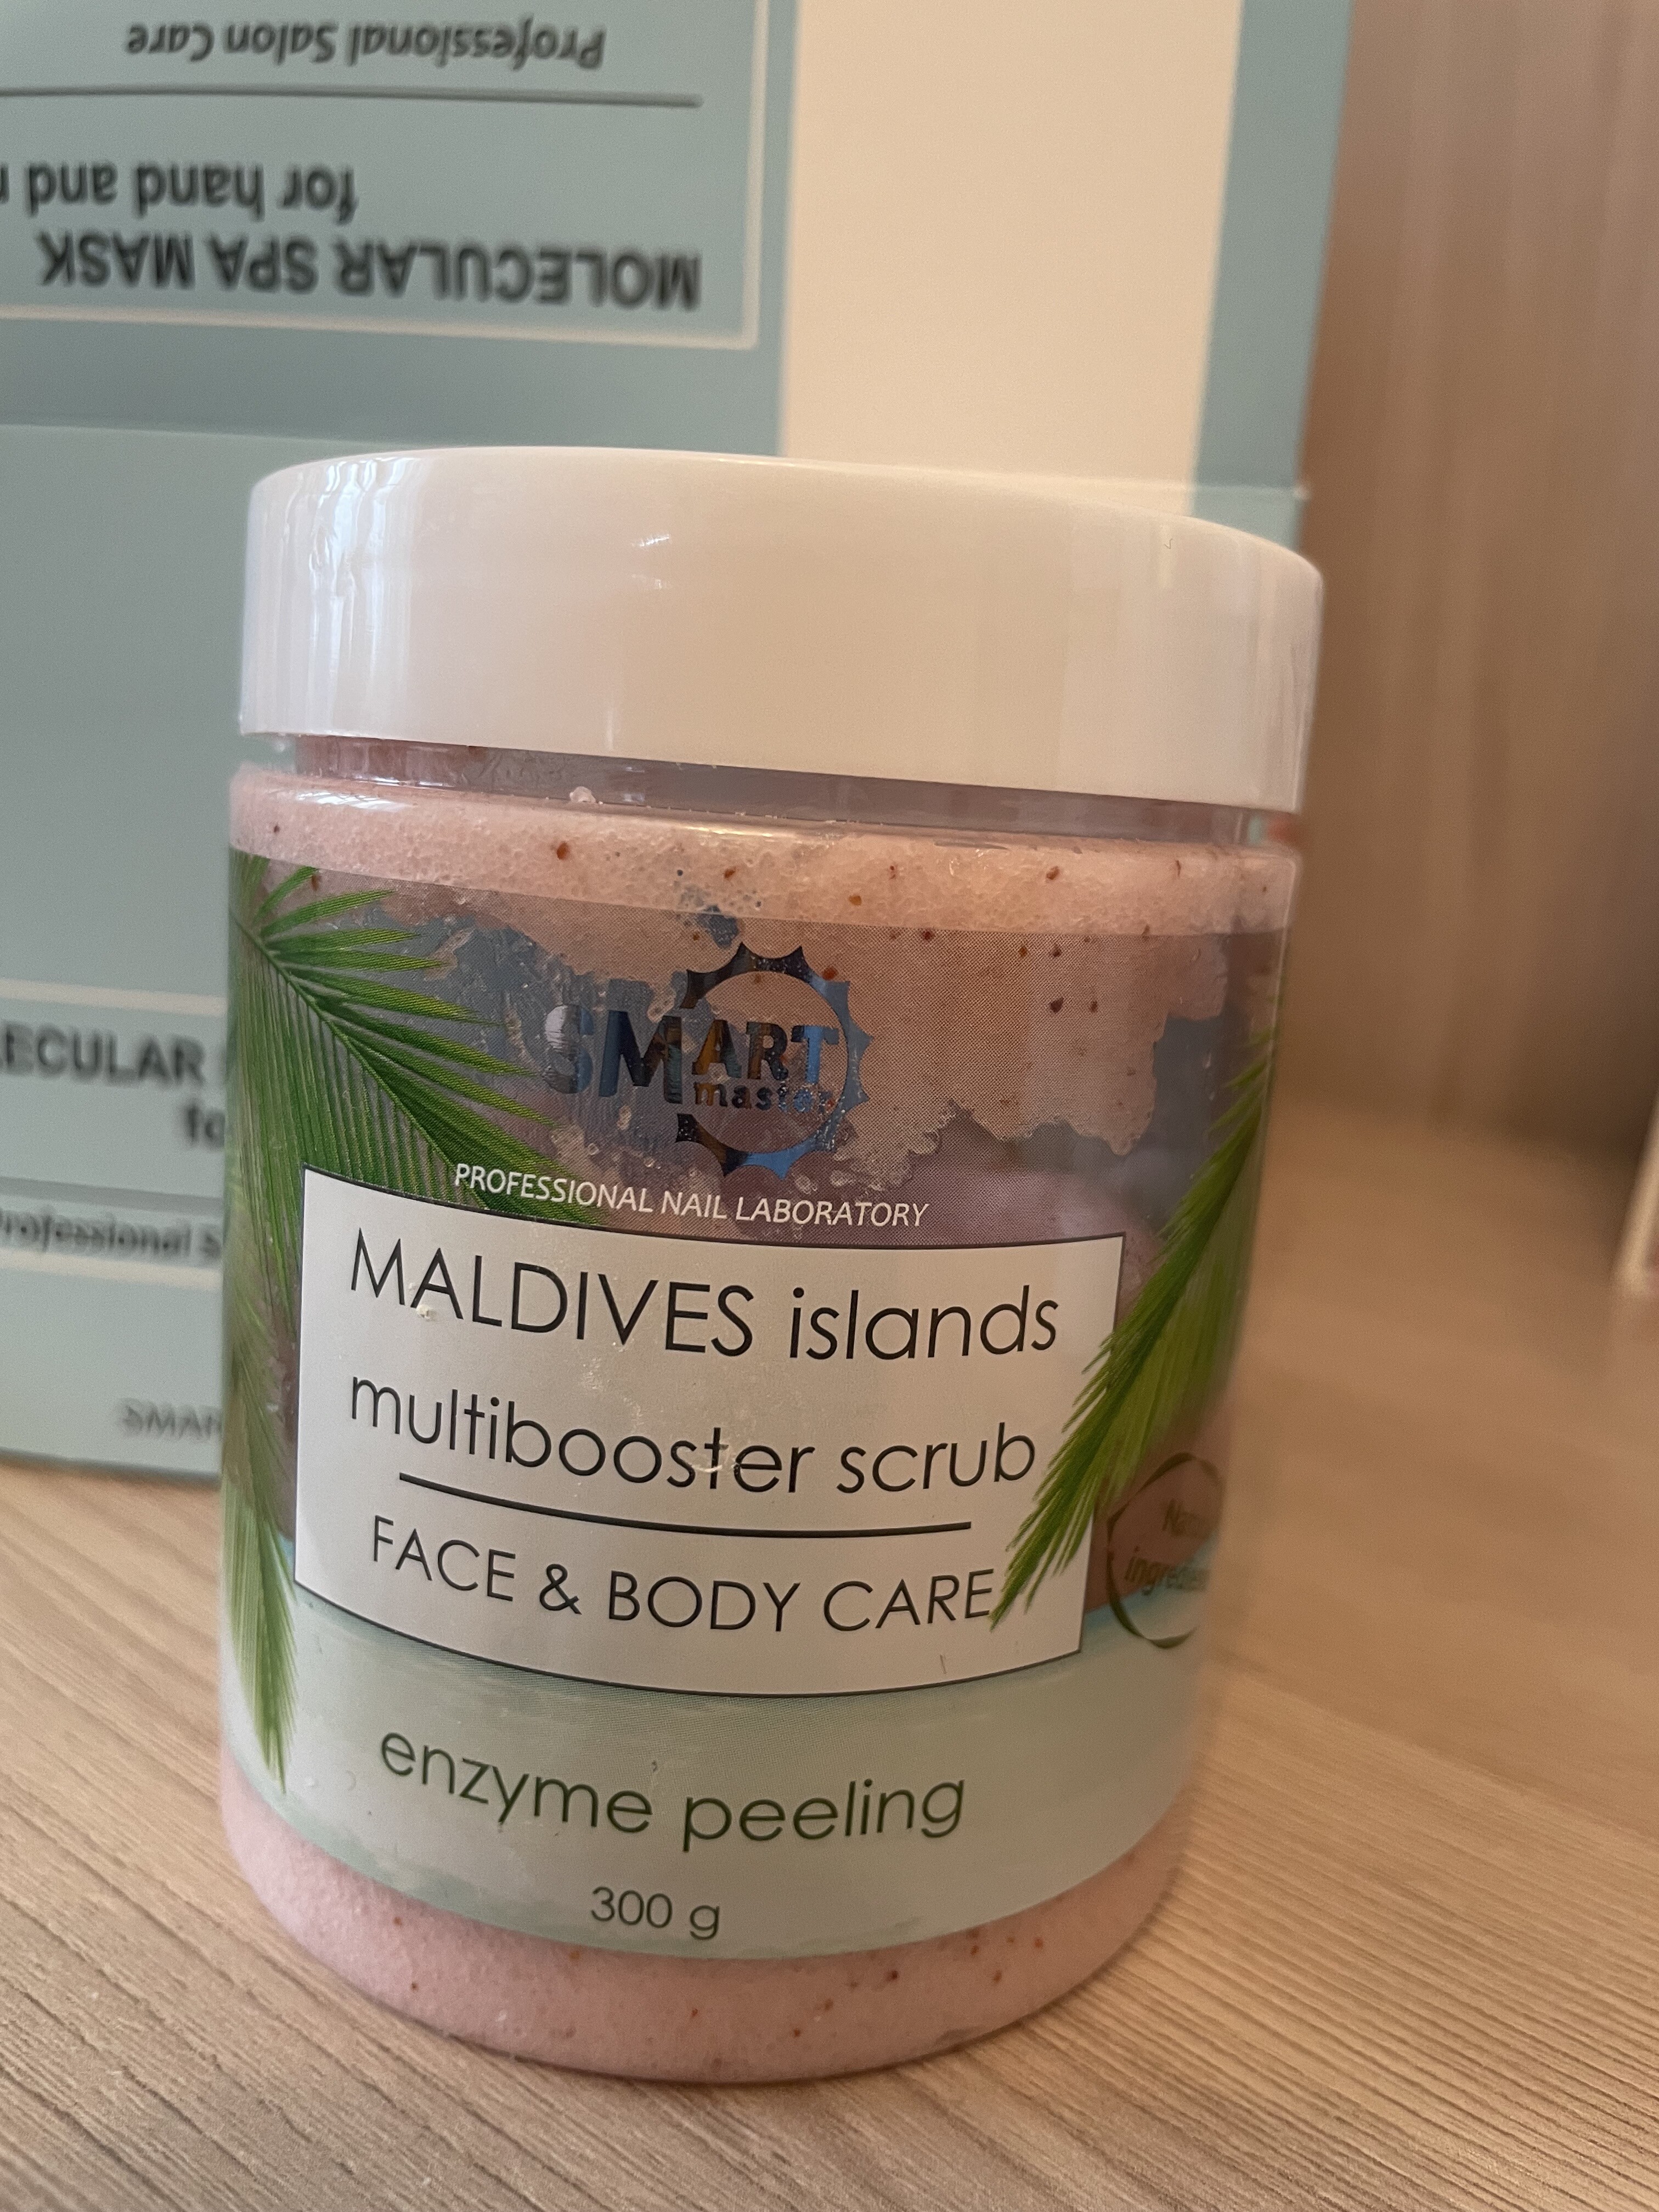 Professional Salon Care
for hand and
MOLECULAR SPA MASK
SMART
master
PROFESSIONAL NAIL LABORATORY
MALDIVES islands
multibooster scrub
FACE & BODY CARE
enzyme peeling
300 g